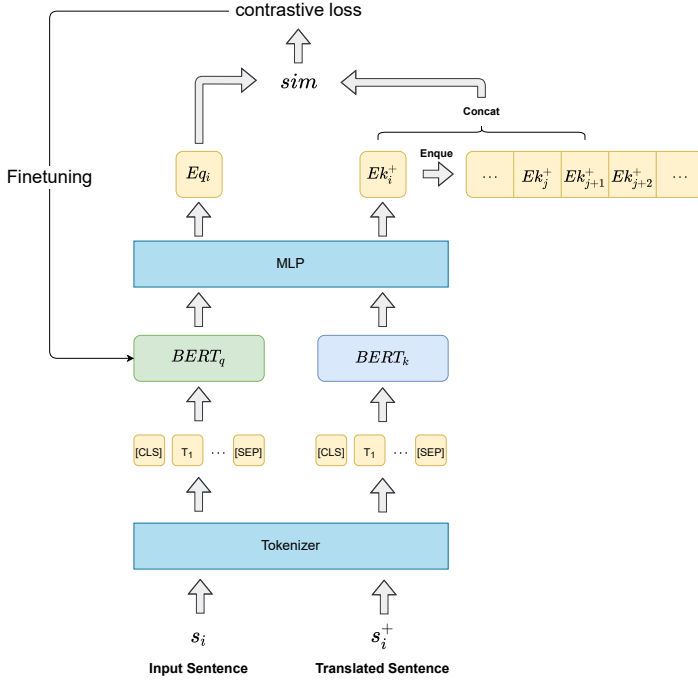 contrastive loss
sim
Concat
Finetuning
Eq_i
Ek_i^+
Enque
⋯ Ek_j^+ Ek_{j+1}^+ Ek_{j+2}^+ ⋯
MLP
BERT_q
BERT_k
[CLS] T_1 ⋯ [SEP]
[CLS] T_1 ⋯ [SEP]
Tokenizer
s_i
s_i^+
Input Sentence
Translated Sentence